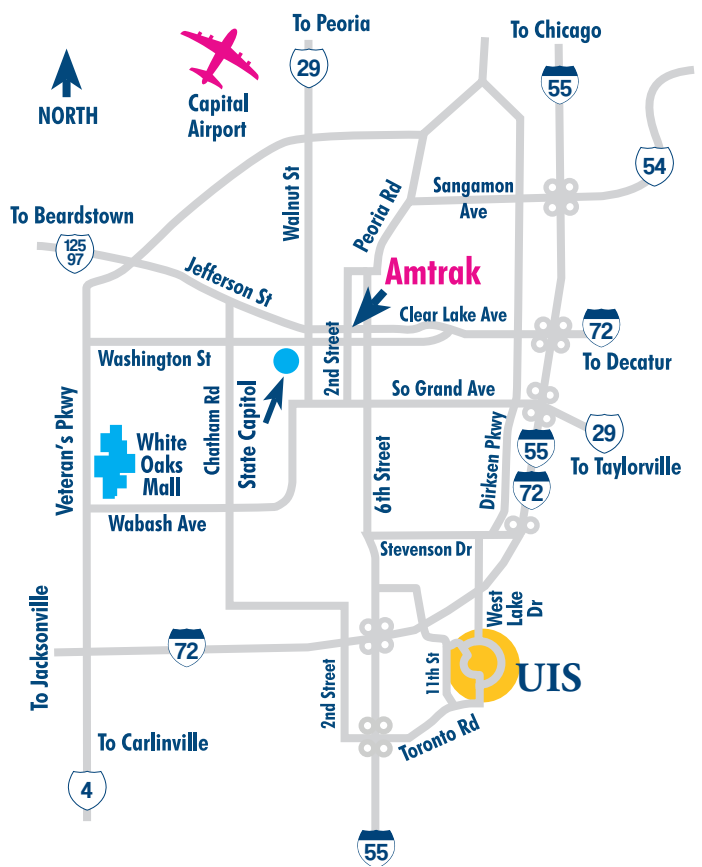 To Peoria
To Chicago
29
55
NORTH
Capital
Airport
54
Walnut St
Sangamon
Ave
Peoria Rd
To Beardstown
125
97
Jefferson St
Amtrak
Clear Lake Ave
72
To Decatur
Washington St
2nd Street
So Grand Ave
Veteran's Pkwy
Chatham Rd
State Capitol
White
Oaks
Mall
6th Street
Dirksen Pkwy
29
To Taylorville
55
72
Wabash Ave
Stevenson Dr
West
Lake
Dr
To Jacksonville
72
2nd Street
11th St
UIS
To Carlinville
Toronto Rd
4
55